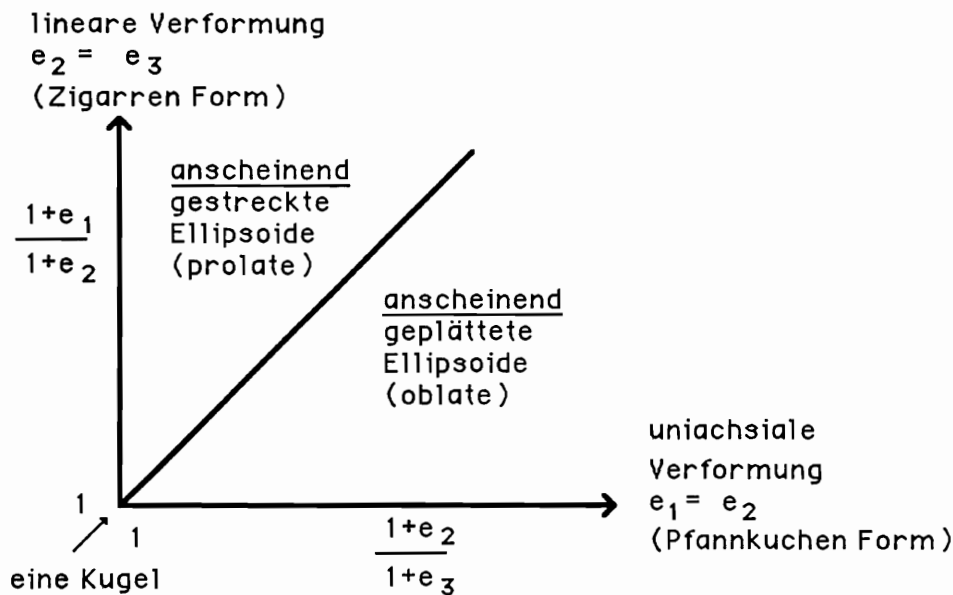 lineare Verformung
e₂ = e₃
(Zigarren Form)
anscheinend
gestreckte
Ellipsoide
(prolate)
1+e₁
1+e₂
anscheinend
geplättete
Ellipsoide
(oblate)
uniachsiale
Verformung
e₁ = e₂
(Pfannkuchen Form)
1
1
1+e₂
1+e₃
eine Kugel